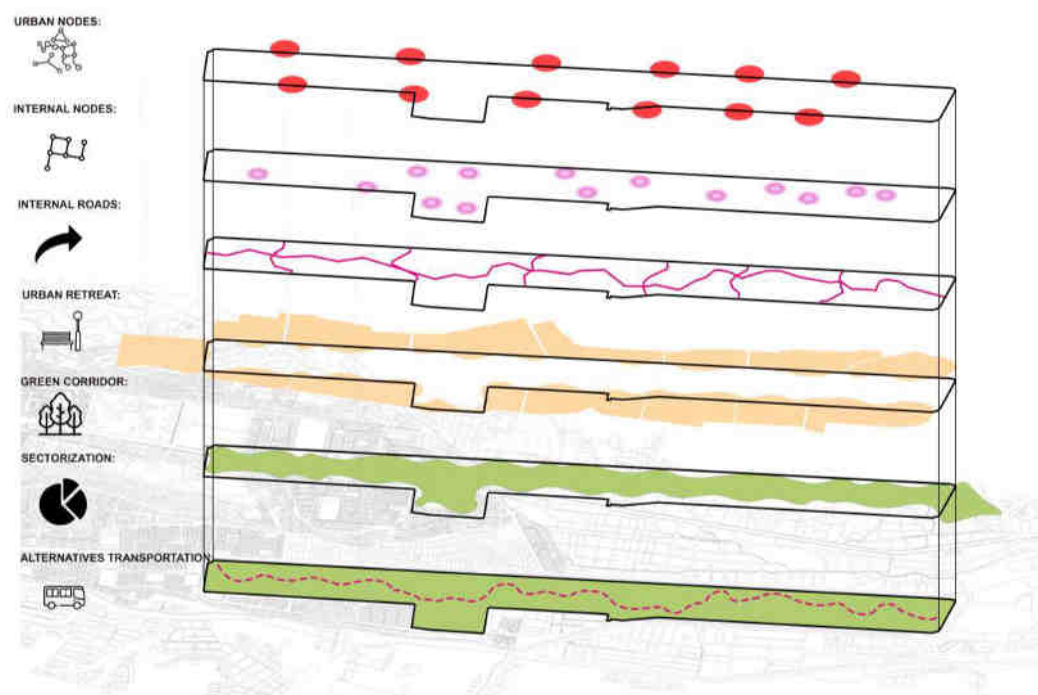 URBAN NODES:
INTERNAL NODES:
INTERNAL ROADS:
URBAN RETREAT:
GREEN CORRIDOR:
SECTORIZATION:
ALTERNATIVES TRANSPORTATION: